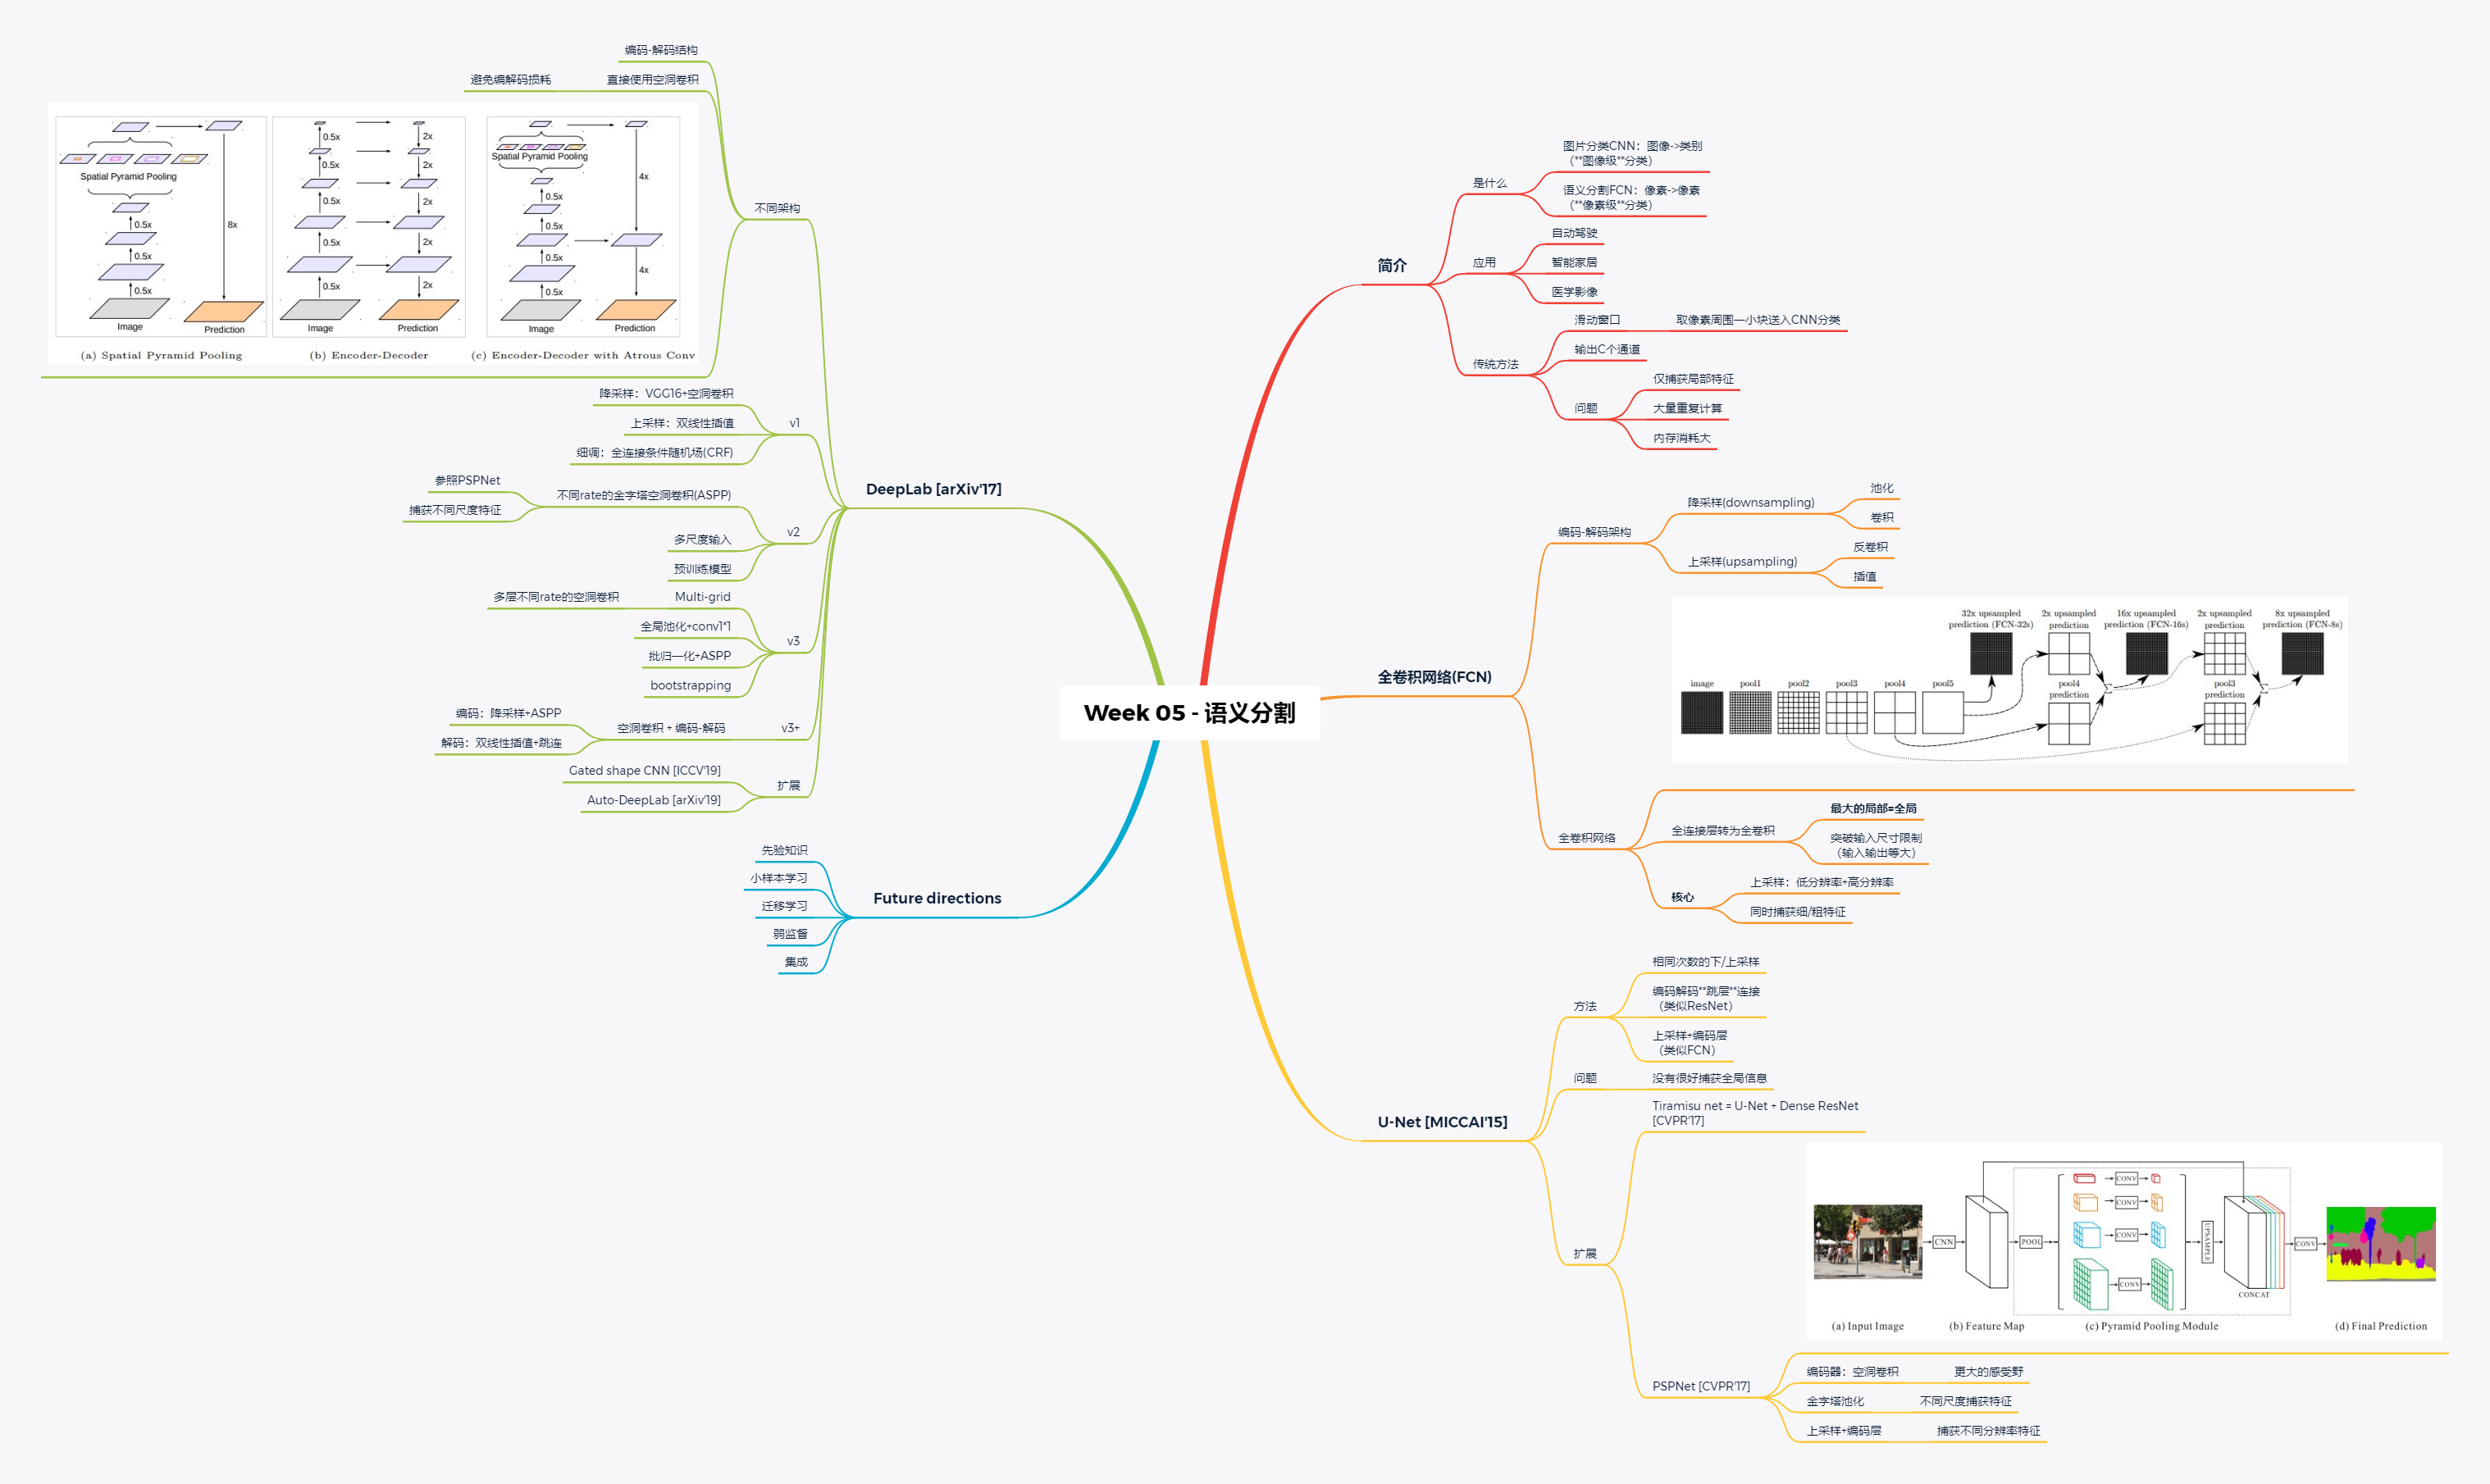 Week 05 - 语义分割
简介
是什么
图片分类CNN：图像->类别
（**图像级**分类）
语义分割FCN：像素->像素
（**像素级**分类）
应用
自动驾驶
智能家居
医学影像
传统方法
滑动窗口
取像素周围一小块送入CNN分类
输出C个通道
问题
仅捕获局部特征
大量重复计算
内存消耗大
全卷积网络(FCN)
编码-解码架构
降采样(downsampling)
池化
卷积
上采样(upsampling)
反卷积
插值
全卷积网络
32x upsampled
prediction (FCN-32s)
2x upsampled
prediction
16x upsampled
prediction (FCN-16s)
2x upsampled
prediction
8x upsampled
prediction (FCN-8s)
image
pool1
pool2
pool3
pool4
pool5
pool4
prediction
pool3
prediction
Σ
Σ
全连接层转为全卷积
最大的局部=全局
突破输入尺寸限制
（输入输出等大）
核心
上采样：低分辨率+高分辨率
同时捕获细/粗特征
U-Net [MICCAI'15]
方法
相同次数的下/上采样
编码解码**跳层**连接
（类似ResNet）
上采样+编码层
（类似FCN）
问题
没有很好捕获全局信息
扩展
Tiramisu net = U-Net + Dense ResNet
[CVPR'17]
PSPNet [CVPR'17]
CNN
POOL
CONV
CONV
CONV
CONV
UPSAMPLE
CONCAT
CONV
(a) Input Image
(b) Feature Map
(c) Pyramid Pooling Module
(d) Final Prediction
编码器：空洞卷积
更大的感受野
金字塔池化
不同尺度捕获特征
上采样+编码层
捕获不同分辨率特征
DeepLab [arXiv'17]
不同架构
编码-解码结构
直接使用空洞卷积
避免编解码损耗
Spatial Pyramid Pooling
0.5x
0.5x
0.5x
0.5x
8x
Image
Prediction
(a) Spatial Pyramid Pooling
0.5x
0.5x
0.5x
0.5x
0.5x
2x
2x
2x
2x
2x
Image
Prediction
(b) Encoder-Decoder
Spatial Pyramid Pooling
0.5x
0.5x
0.5x
0.5x
4x
4x
Image
Prediction
(c) Encoder-Decoder with Atrous Conv
v1
降采样：VGG16+空洞卷积
上采样：双线性插值
细调：全连接条件随机场(CRF)
v2
不同rate的金字塔空洞卷积(ASPP)
参照PSPNet
捕获不同尺度特征
多尺度输入
预训练模型
v3
Multi-grid
多层不同rate的空洞卷积
全局池化+conv1*1
批归一化+ASPP
bootstrapping
v3+
空洞卷积 + 编码-解码
编码：降采样+ASPP
解码：双线性插值+跳连
扩展
Gated shape CNN [ICCV'19]
Auto-DeepLab [arXiv'19]
Future directions
先验知识
小样本学习
迁移学习
弱监督
集成